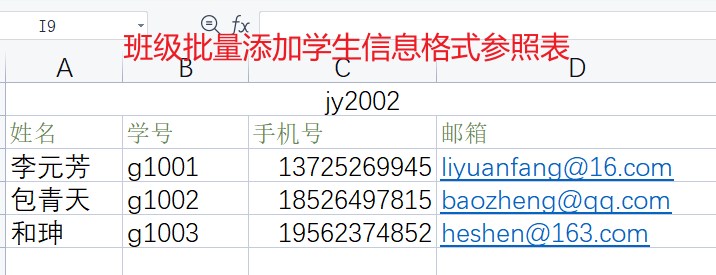 I9
fx
班级批量添加学生信息格式参照表
A B C D
jy2002
姓名 学号 手机号 邮箱
李元芳 g1001 13725269945 liyuanfang@16.com
包青天 g1002 18526497815 baozheng@qq.com
和珅 g1003 19562374852 heshen@163.com